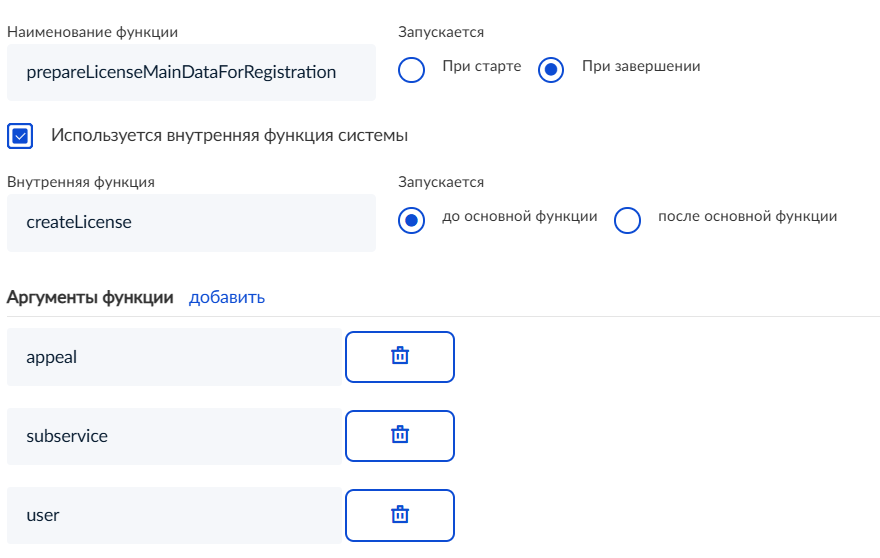 Наименование функции
Запускается
prepareLicenseMainDataForRegistration
При старте
При завершении
Используется внутренняя функция системы
Внутренняя функция
Запускается
createLicense
до основной функции
после основной функции
Аргументы функции добавить
appeal
subservice
user